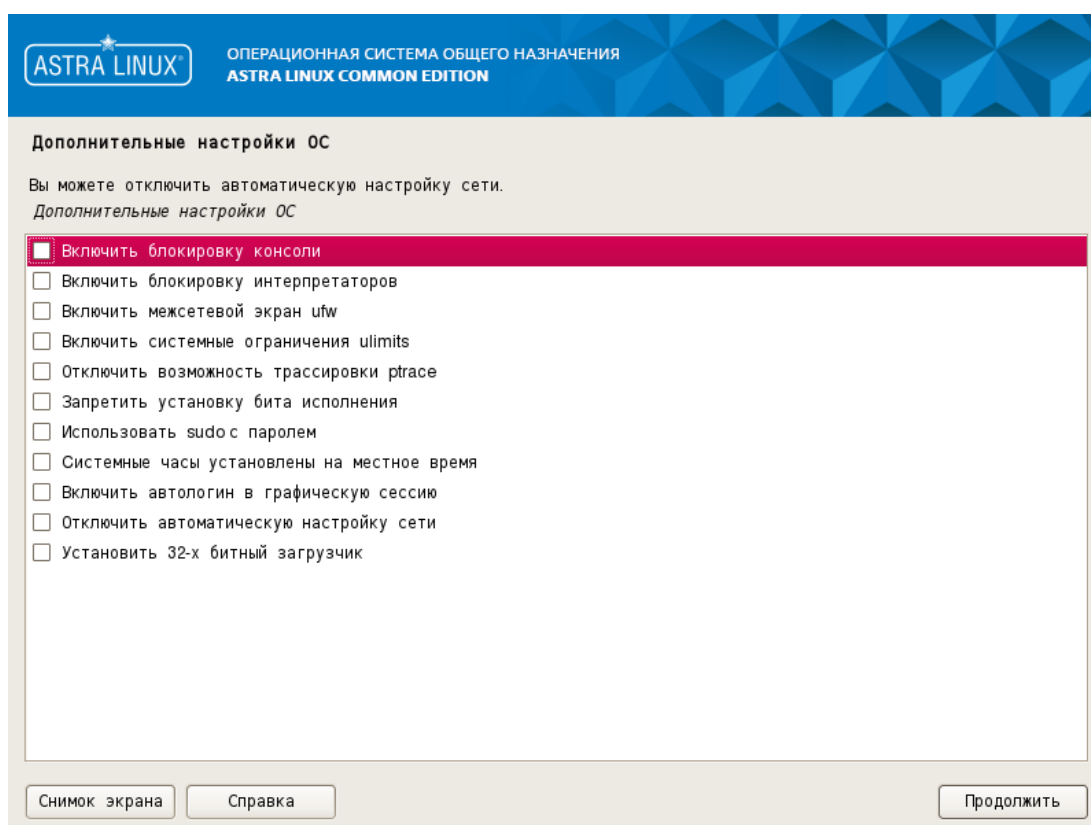 ASTRA LINUX®
ОПЕРАЦИОННАЯ СИСТЕМА ОБЩЕГО НАЗНАЧЕНИЯ
ASTRA LINUX COMMON EDITION
Дополнительные настройки ОС
Вы можете отключить автоматическую настройку сети.
Дополнительные настройки ОС
Включить блокировку консоли
Включить блокировку интерпретаторов
Включить межсетевой экран ufw
Включить системные ограничения ulimits
Отключить возможность трассировки ptrace
Запретить установку бита исполнения
Использовать sudo с паролем
Системные часы установлены на местное время
Включить автологин в графическую сессию
Отключить автоматическую настройку сети
Установить 32-х битный загрузчик
Снимок экрана
Справка
Продолжить